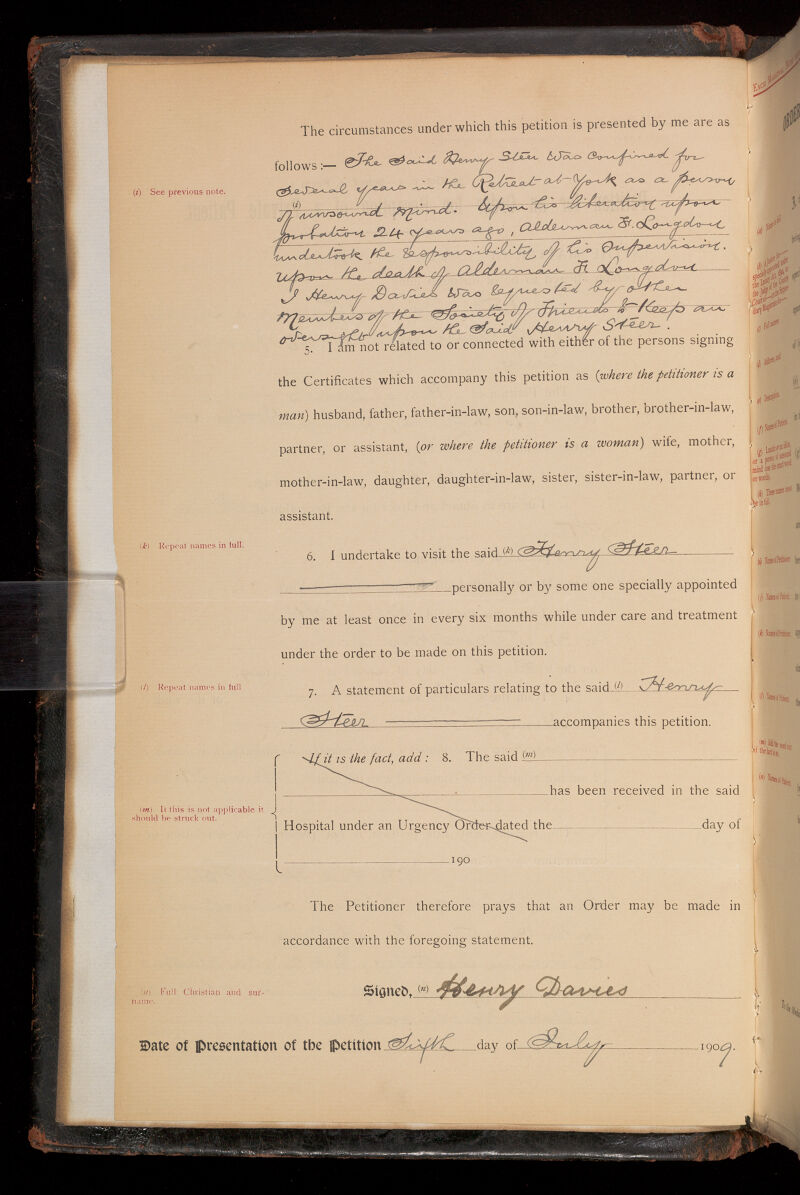 The circumstances under which this petition is presented by me are as
follows :— The Said Henry Steer Was Confined for
(i) See previous note.
Several years in the Retreat at York as a person
(i)
of unsound mind. Upon his liberation upon
probation 24 years ago, Alderman F. Longdon
undertook the responsibility of his Supervision.
Upon the death of Alderman F. Longdon
I Henry Davies Was requested by other
Members of the Society of Friends to Keep an
oversight upon the Said Henry Steer.
5. I am not related to or connected with either of the persons signing
the Certificates which accompany this petition as (where the petitioner is a
man) husband, father, father-in-law, son, son-in-law, brother, brother-in-law,
partner, or assistant, (or where the petitioner is a woman) wife, mother,
mother-in-law, daughter, daughter-in-law, sister, sister-in-law, partner, or
assistant.
(k) Repeat names in full.
6. I undertake to visit the said (k) Henry Steer
personally or by some one specially appointed
by me at least once in every six months while under care and treatment
under the order to be made on this petition.
(l) Repeat names in full
7. A statement of particulars relating to the said (l) Henry
Steer accompanies this petition.
If it is the fact, add : 8. The said (m)
has been received in the said
(m) If this is not applicable it
should be struck out.
Hospital under an Urgency Order dated the day of
190
The Petitioner therefore prays that an Order may be made in
accordance with the foregoing statement.
(n) Full Christian and sur-
name.
Signed, (n) Henry Davies
Date of Presentation of the Petition Sixth day of July 1909.